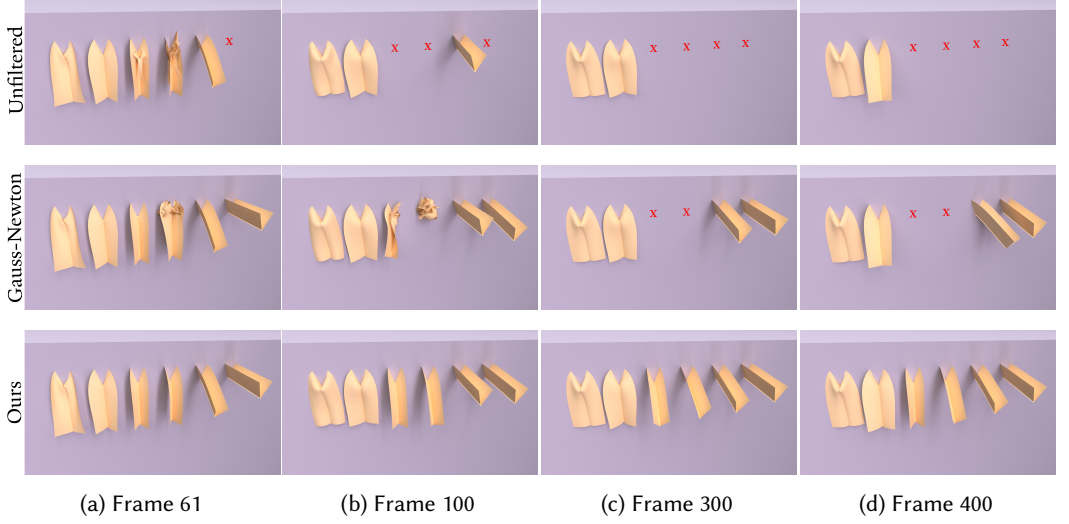 Unfiltered
x
x x x
x x x x
x x x x
Gauss-Newton
x x
x x
Ours
(a) Frame 61
(b) Frame 100
(c) Frame 300
(d) Frame 400